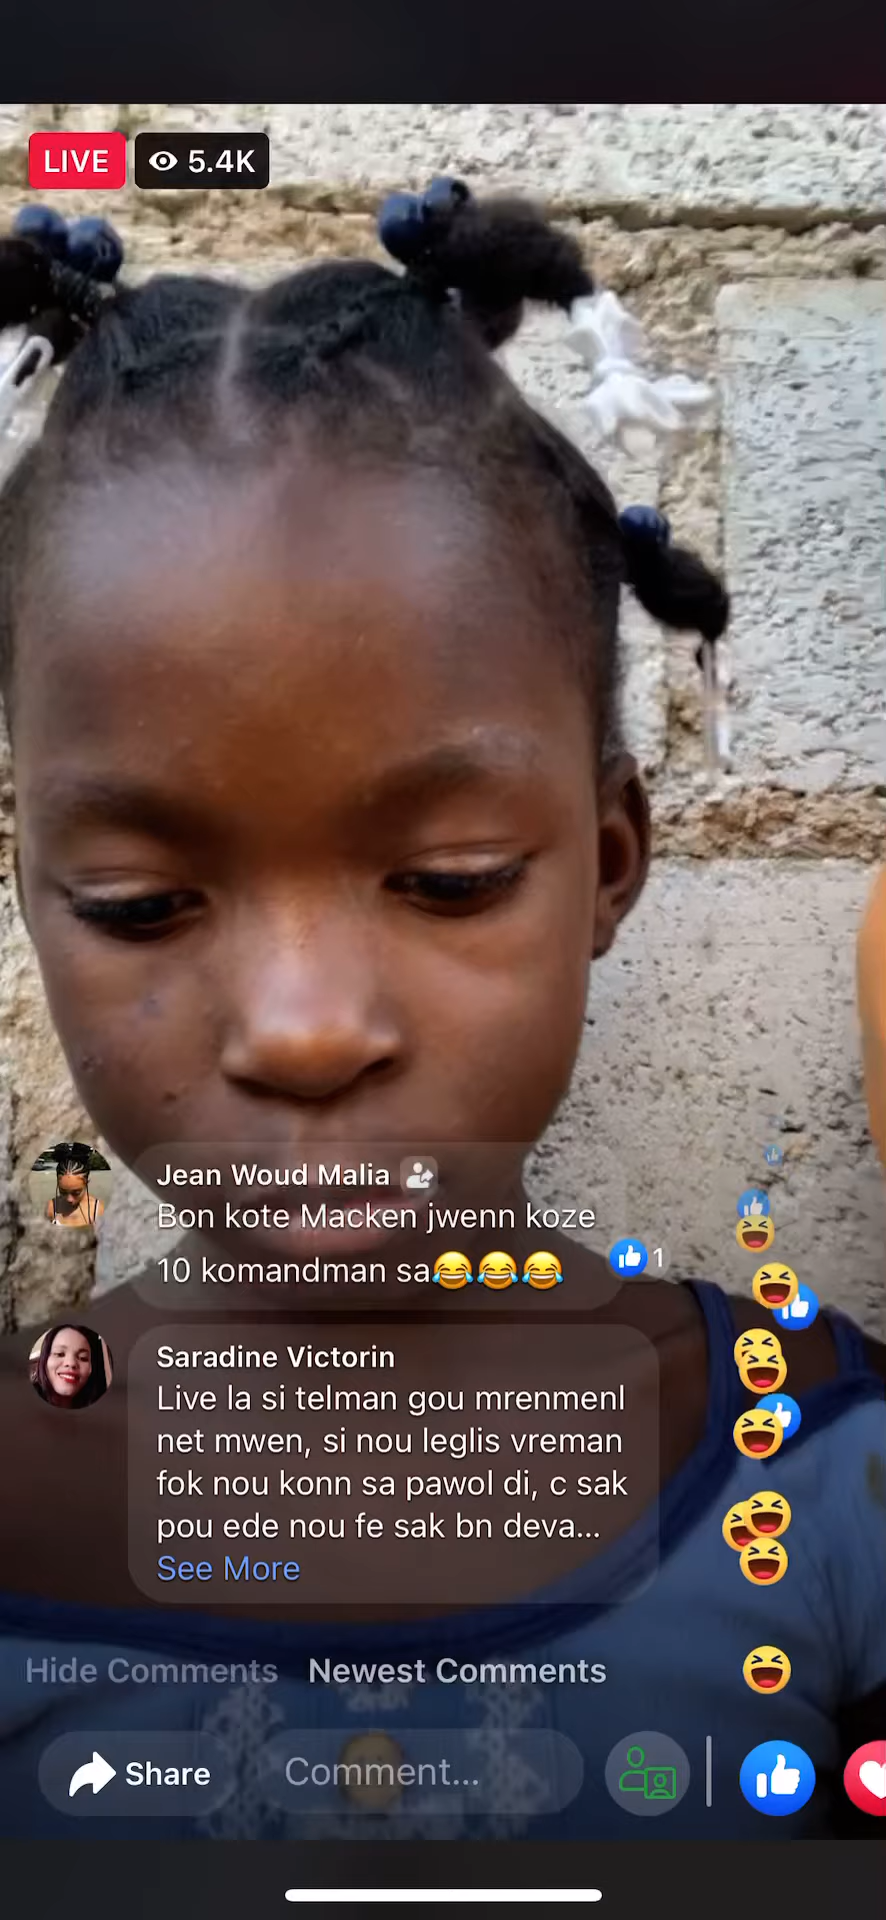 LIVE 5.4K
Jean Woud Malia
Bon kote Macken jwenn koze
10 komandman sa😂😂😂 1
Saradine Victorin
Live la si telman gou mrenmenl
net mwen, si nou leglis vreman
fok nou konn sa pawol di, c sak
pou ede nou fe sak bn deva...
See More
Hide Comments Newest Comments
Share Comment...